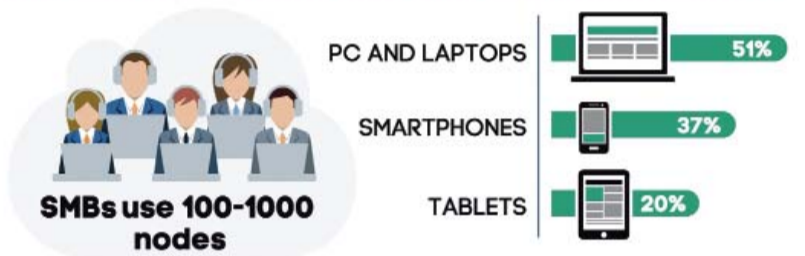 PC AND LAPTOPS
51%
SMARTPHONES
37%
TABLETS
20%
SMBs use 100-1000
nodes